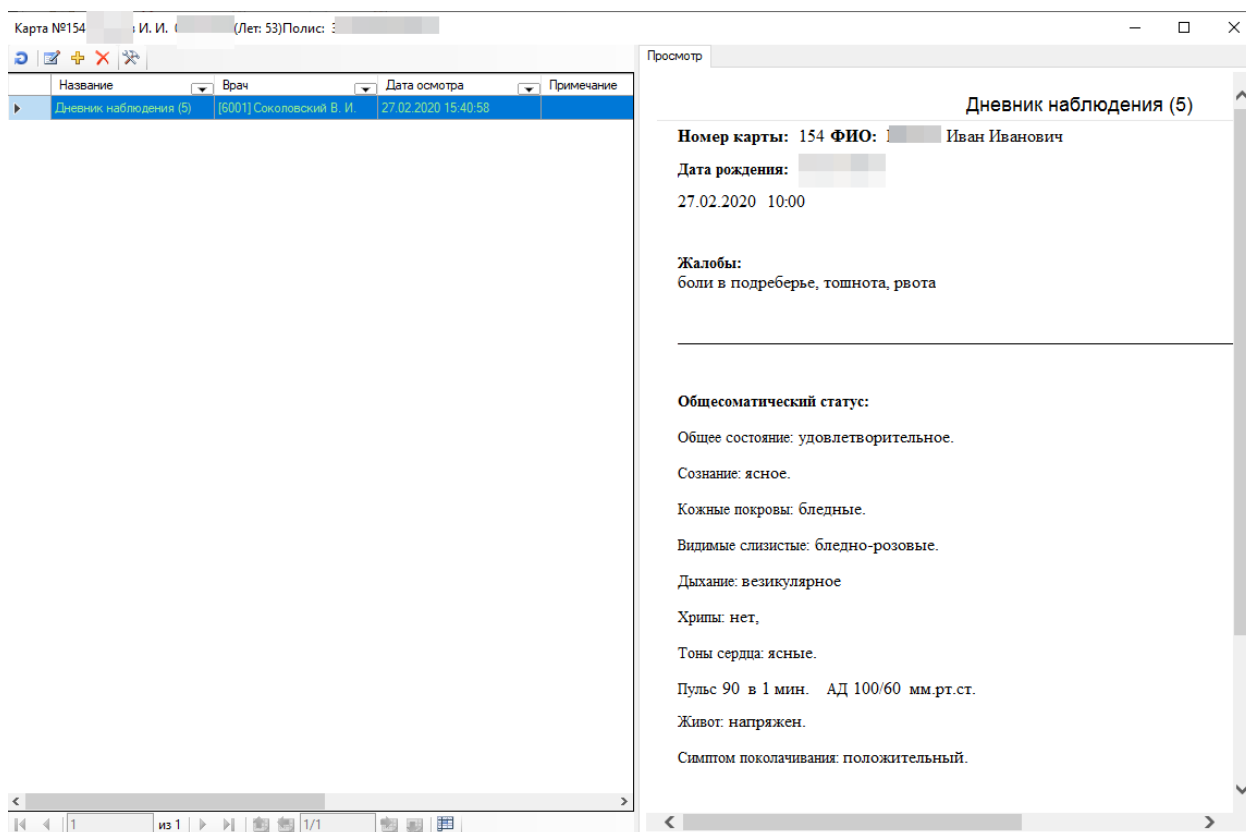 Карта №154 И. И. (Лет: 53)Полис:
Название Врач Дата осмотра Примечание
Дневник наблюдения (5) [6001] Соколовский В. И. 27.02.2020 15:40:58
1 из 1 1/1
Просмотр
Дневник наблюдения (5)
Номер карты: 154 ФИО: Иван Иванович
Дата рождения:
27.02.2020 10:00
Жалобы:
боли в подреберье, тошнота, рвота
Общесоматический статус:
Общее состояние: удовлетворительное.
Сознание: ясное.
Кожные покровы: бледные.
Видимые слизистые: бледно-розовые.
Дыхание: везикулярное
Хрипы: нет,
Тоны сердца: ясные.
Пульс 90 в 1 мин. АД 100/60 мм.рт.ст.
Живот: напряжен.
Симптом поколачивания: положительный.